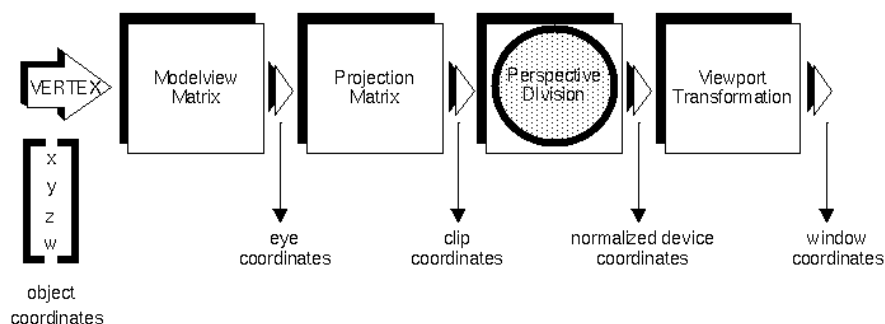 VERTEX
x
y
z
w
object
coordinates
Modelview
Matrix
eye
coordinates
Projection
Matrix
clip
coordinates
Perspective
Division
normalized device
coordinates
Viewport
Transformation
window
coordinates